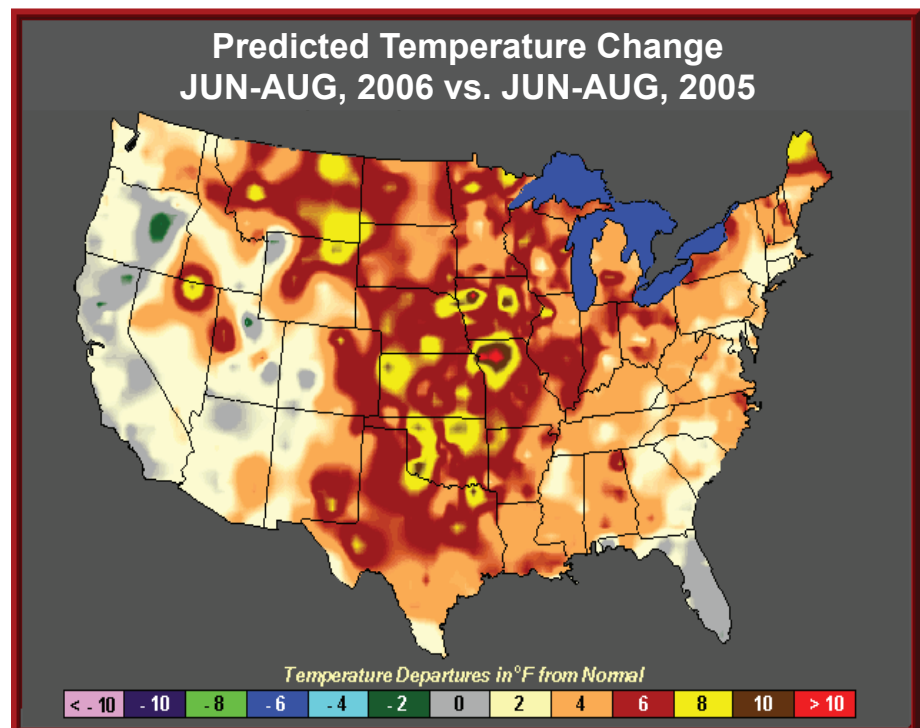 Predicted Temperature Change
JUN-AUG, 2006 vs. JUN-AUG, 2005
Temperature Departures in °F from Normal
< - 10 - 10 - 8 - 6 - 4 - 2 0 2 4 6 8 10 > 10